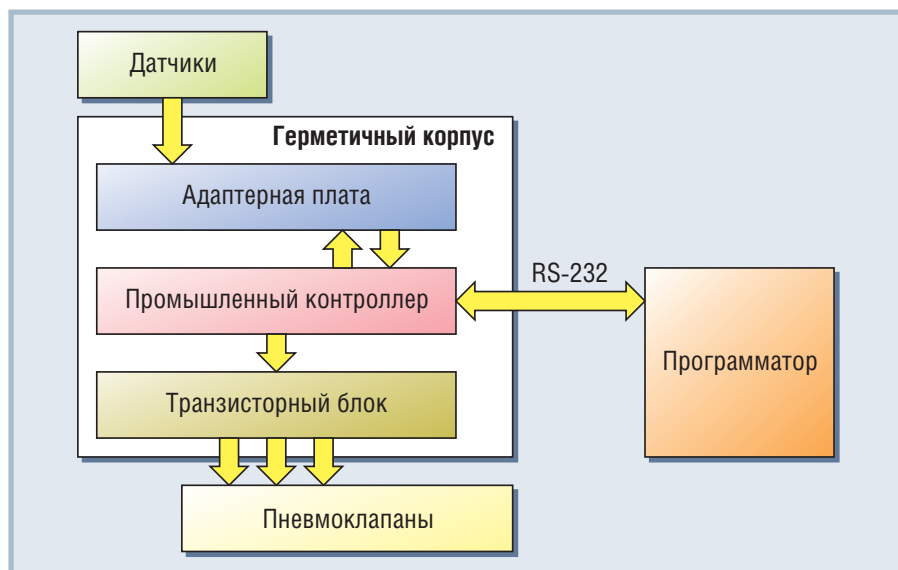 Датчики
Герметичный корпус
Адаптерная плата
Промышленный контроллер
RS-232
Программатор
Транзисторный блок
Пневмоклапаны